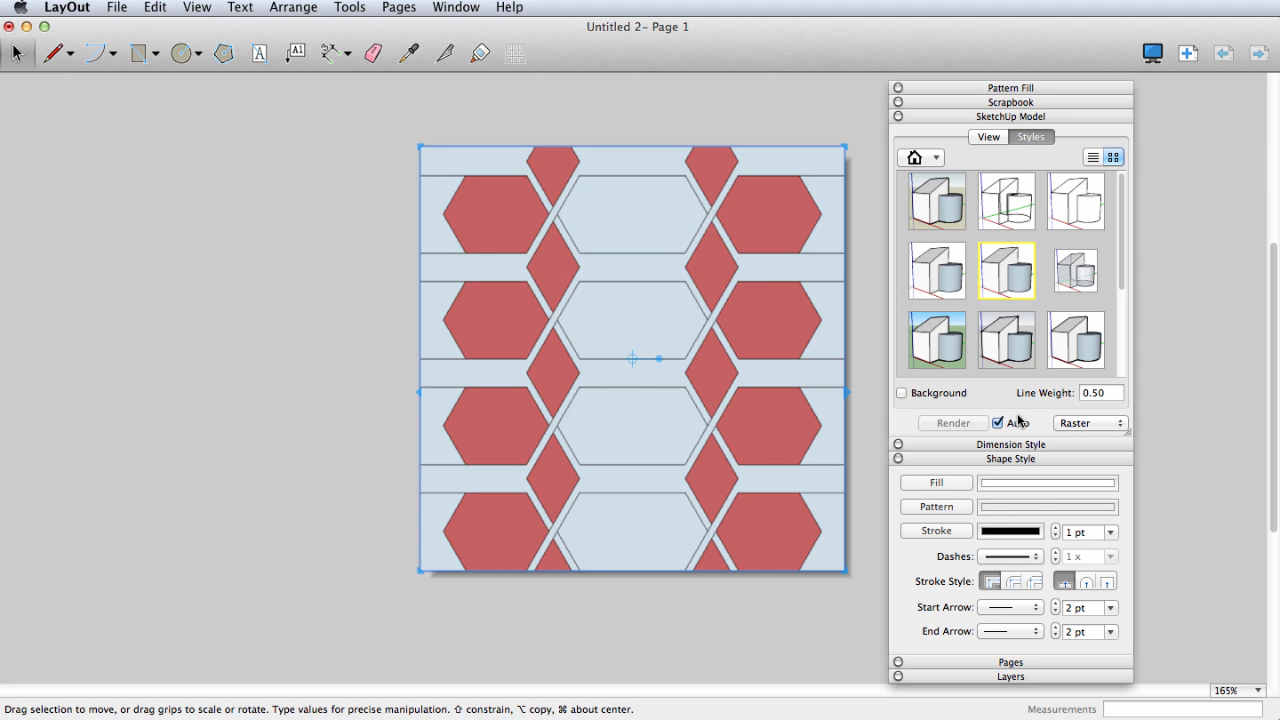 LayOut File Edit View Text Arrange Tools Pages Window Help
Untitled 2- Page 1
A A1
Pattern Fill
Scrapbook
SketchUp Model
View Styles
Background Line Weight: 0.50
Render Auto Raster
Dimension Style
Shape Style
Fill
Pattern
Stroke 1 pt
Dashes: 1 x
Stroke Style:
Start Arrow: 2 pt
End Arrow: 2 pt
Pages
Layers
165%
Drag selection to move, or drag grips to scale or rotate. Type values for precise manipulation. ⇧ constrain, ⌥ copy, ⌘ about center. Measurements